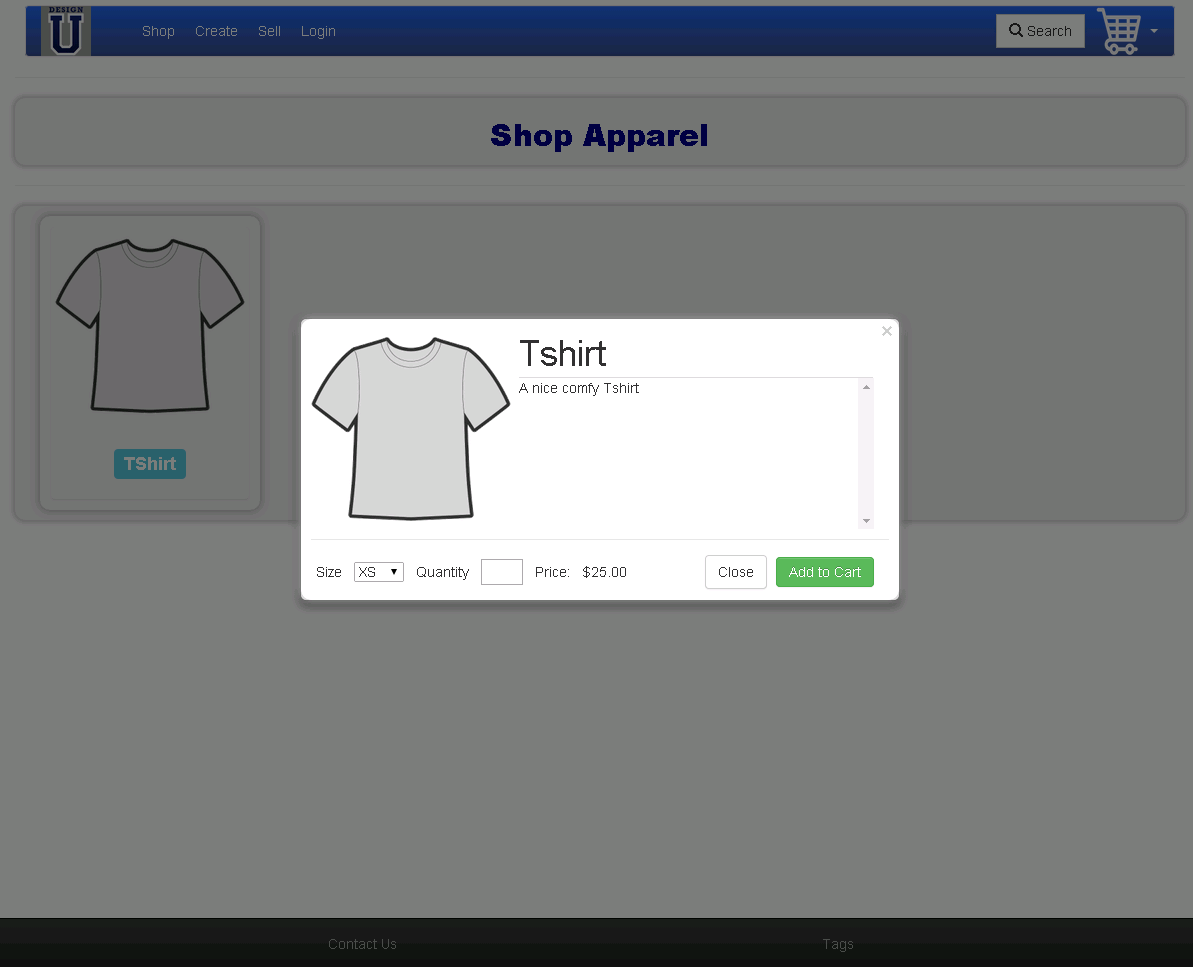 DESIGN
U
Shop Create Sell Login
Search
Shop Apparel
TShirt
×
Tshirt
A nice comfy Tshirt
Size XS Quantity Price: $25.00 Close Add to Cart
Contact Us Tags